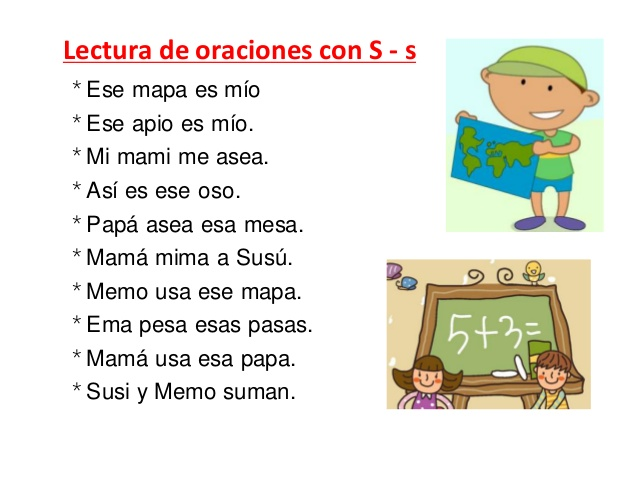 Lectura de oraciones con S - s
* Ese mapa es mío
* Ese apio es mío.
* Mi mami me asea.
* Así es ese oso.
* Papá asea esa mesa.
* Mamá mima a Susú.
* Memo usa ese mapa.
* Ema pesa esas pasas.
* Mamá usa esa papa.
* Susi y Memo suman.
5+3=